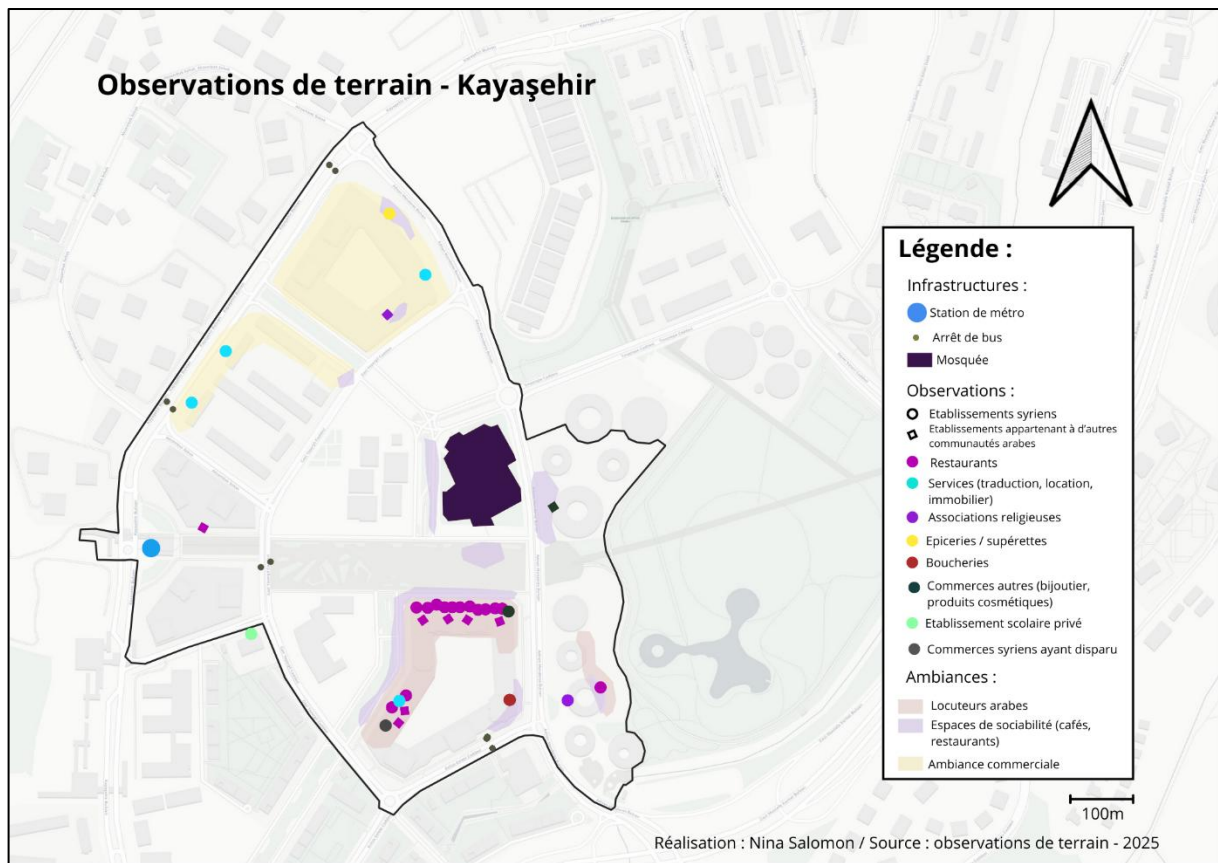 Observations de terrain - Kayaşehir
Légende :
Infrastructures :
Station de métro
Arrêt de bus
Mosquée
Observations :
Etablissements syriens
Etablissements appartenant à d'autres
communautés arabes
Restaurants
Services (traduction, location,
immobilier)
Associations religieuses
Epiceries / supérettes
Boucheries
Commerces autres (bijoutier,
produits cosmétiques)
Etablissement scolaire privé
Commerces syriens ayant disparu
Ambiances :
Locuteurs arabes
Espaces de sociabilité (cafés,
restaurants)
Ambiance commerciale
100m
Réalisation : Nina Salomon / Source : observations de terrain - 2025